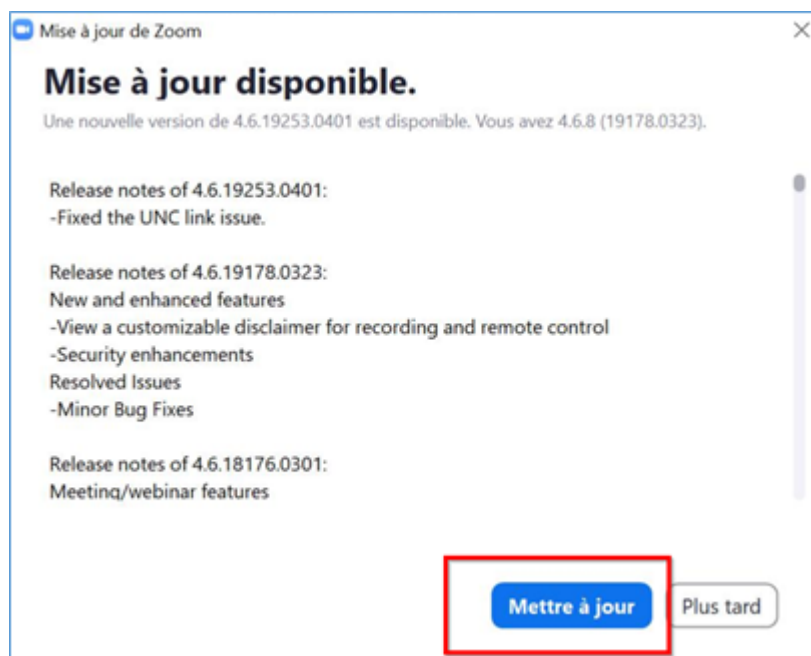 Mise à jour de Zoom
Mise à jour disponible.
Une nouvelle version de 4.6.19253.0401 est disponible. Vous avez 4.6.8 (19178.0323).
Release notes of 4.6.19253.0401:
-Fixed the UNC link issue.
Release notes of 4.6.19178.0323:
New and enhanced features
-View a customizable disclaimer for recording and remote control
-Security enhancements
Resolved Issues
-Minor Bug Fixes
Release notes of 4.6.18176.0301:
Meeting/webinar features
Mettre à jour
Plus tard